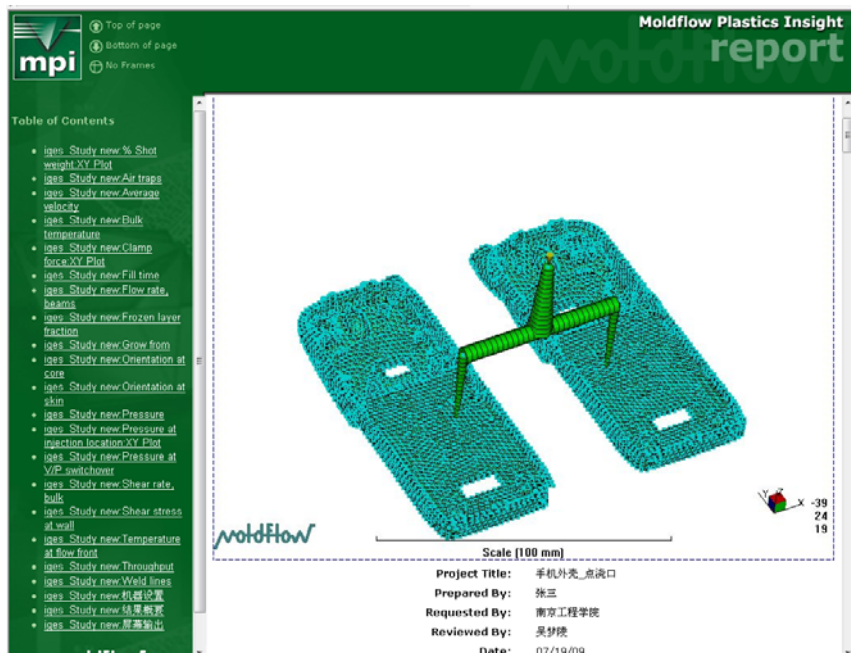 mpi
Top of page
Bottom of page
No Frames
Moldflow Plastics Insight
report
Table of Contents
iges_Study new:% Shot
weight:XY Plot
iges_Study new:Air traps
iges_Study new:Average
velocity
iges_Study new:Bulk
temperature
iges_Study new:Clamp
force:XY Plot
iges_Study new:Fill time
iges_Study new:Flow rate,
beams
iges_Study new:Frozen layer
fraction
iges_Study new:Grow from
iges_Study new:Orientation at
core
iges_Study new:Orientation at
skin
iges_Study new:Pressure
iges_Study new:Pressure at
injection location:XY Plot
iges_Study new:Pressure at
V/P switchover
iges_Study new:Shear rate,
bulk
iges_Study new:Shear stress
at wall
iges_Study new:Temperature
at flow front
iges_Study new:Throughput
iges_Study new:Weld lines
iges_Study new:机器设置
iges_Study new:结果概要
iges_Study new:屏幕输出
moldflow
Scale (100 mm)
Y Z X
-39
24
19
Project Title: 手机外壳_点浇口
Prepared By: 张三
Requested By: 南京工程学院
Reviewed By: 吴梦陵
Date: 07/19/09